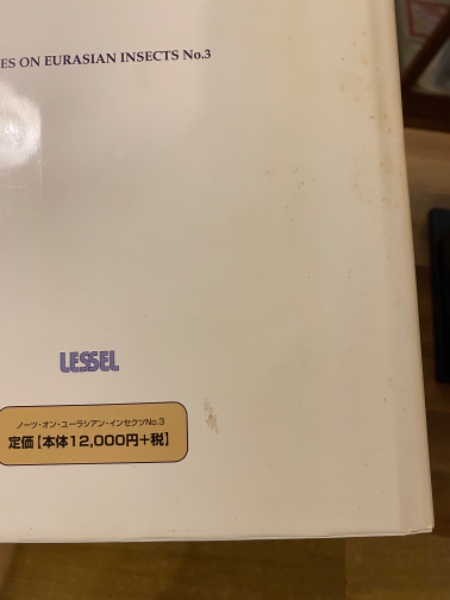 ES ON EURASIAN INSECTS No.3
LESSEL
ノーツ・オン・ユーラシアン・インセクツNo.3
定価【本体12,000円+税】